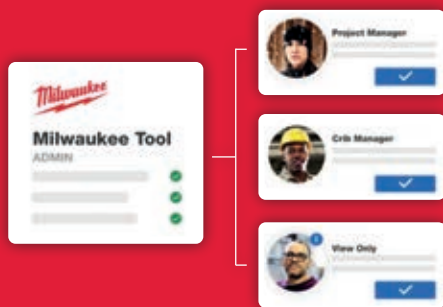 Milwaukee
Milwaukee Tool
ADMIN
Project Manager
Crib Manager
View Only